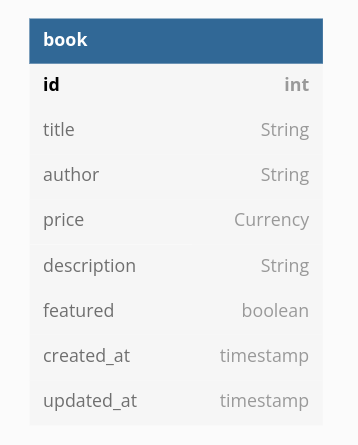 book
id int
title String
author String
price Currency
description String
featured boolean
created_at timestamp
updated_at timestamp